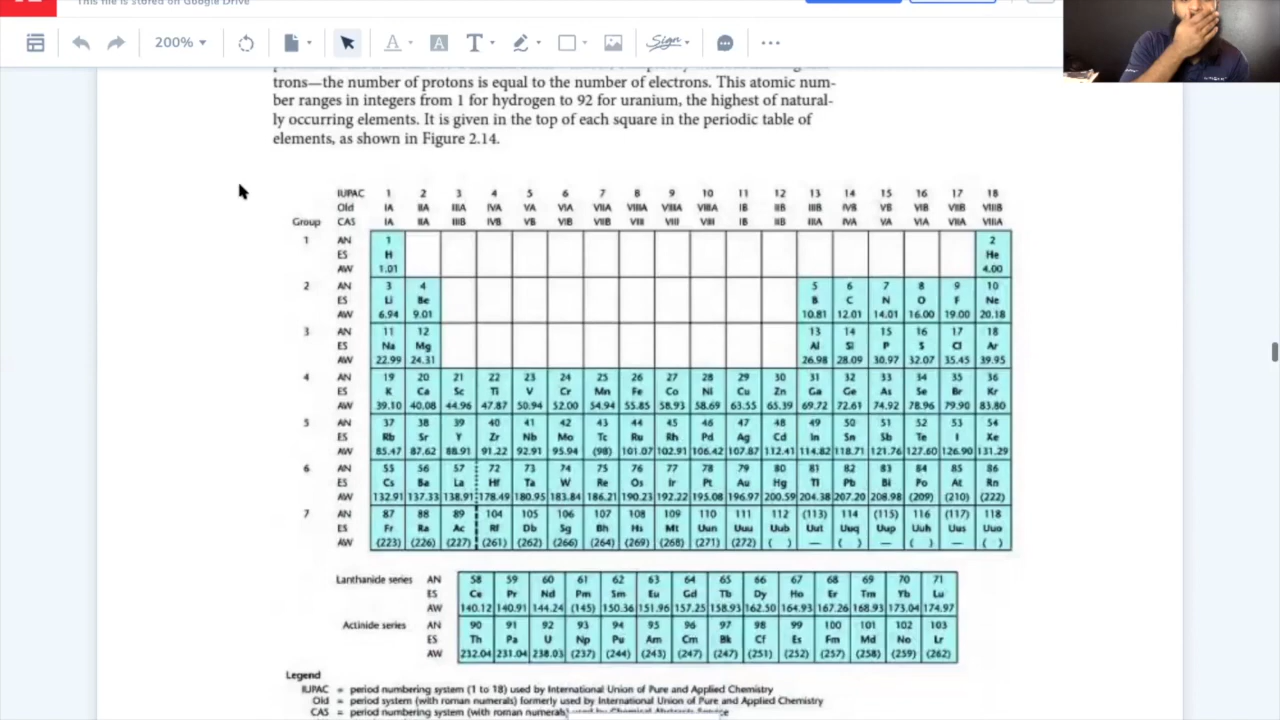 This file is stored on Google Drive
200%
Sign
trons—the number of protons is equal to the number of electrons. This atomic num-
ber ranges in integers from 1 for hydrogen to 92 for uranium, the highest of natural-
ly occurring elements. It is given in the top of each square in the periodic table of
elements, as shown in Figure 2.14.
IUPAC 1 2 3 4 5 6 7 8 9 10 11 12 13 14 15 16 17 18
Old IA IIA IIIA IVA VA VIA VIIA VIIIA VIIIA VIIIA IB IIB IIIB IVB VB VIB VIIB VIIIB
Group CAS IA IIA IIIB IVB VB VIB VIIB VIII VIII VIII IB IIB IIIA IVA VA VIA VIIA VIIIA
1 AN 1 2
ES H He
AW 1.01 4.00
2 AN 3 4 5 6 7 8 9 10
ES Li Be B C N O F Ne
AW 6.94 9.01 10.81 12.01 14.01 16.00 19.00 20.18
3 AN 11 12 13 14 15 16 17 18
ES Na Mg Al Si P S Cl Ar
AW 22.99 24.31 26.98 28.09 30.97 32.07 35.45 39.95
4 AN 19 20 21 22 23 24 25 26 27 28 29 30 31 32 33 34 35 36
ES K Ca Sc Ti V Cr Mn Fe Co Ni Cu Zn Ga Ge As Se Br Kr
AW 39.10 40.08 44.96 47.87 50.94 52.00 54.94 55.85 58.93 58.69 63.55 65.39 69.72 72.61 74.92 78.96 79.90 83.80
5 AN 37 38 39 40 41 42 43 44 45 46 47 48 49 50 51 52 53 54
ES Rb Sr Y Zr Nb Mo Tc Ru Rh Pd Ag Cd In Sn Sb Te I Xe
AW 85.47 87.62 88.91 91.22 92.91 95.94 (98) 101.07 102.91 106.42 107.87 112.41 114.82 118.71 121.76 127.60 126.90 131.29
6 AN 55 56 57 72 73 74 75 76 77 78 79 80 81 82 83 84 85 86
ES Cs Ba La Hf Ta W Re Os Ir Pt Au Hg Tl Pb Bi Po At Rn
AW 132.91 137.33 138.91 178.49 180.95 183.84 186.21 190.23 192.22 195.08 196.97 200.59 204.38 207.20 208.98 (209) (210) (222)
7 AN 87 88 89 104 105 106 107 108 109 110 111 112 (113) 114 (115) 116 (117) 118
ES Fr Ra Ac Rf Db Sg Bh Hs Mt Uun Uuu Uub Uut Uuq Uup Uuh Uus Uuo
AW (223) (226) (227) (261) (262) (266) (264) (269) (268) (271) (272) ( ) — ( ) — ( ) — ( )
Lanthanide series AN 58 59 60 61 62 63 64 65 66 67 68 69 70 71
ES Ce Pr Nd Pm Sm Eu Gd Tb Dy Ho Er Tm Yb Lu
AW 140.12 140.91 144.24 (145) 150.36 151.96 157.25 158.93 162.50 164.93 167.26 168.93 173.04 174.97
Actinide series AN 90 91 92 93 94 95 96 97 98 99 100 101 102 103
ES Th Pa U Np Pu Am Cm Bk Cf Es Fm Md No Lr
AW 232.04 231.04 238.03 (237) (244) (243) (247) (247) (251) (252) (257) (258) (259) (262)
Legend
IUPAC = period numbering system (1 to 18) used by International Union of Pure and Applied Chemistry
Old = period system (with roman numerals) formerly used by International Union of Pure and Applied Chemistry
CAS = period numbering system (with roman numerals) used by Chemical Abstracts Service